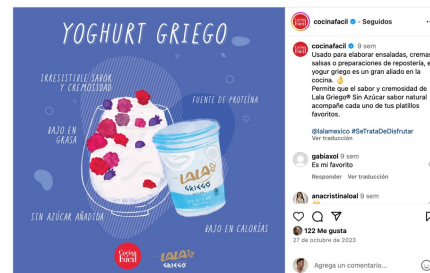 YOGHURT GRIEGO
IRRESISTIBLE SABOR
Y CREMOSIDAD
FUENTE DE PROTEÍNA
BAJO EN
GRASA
LALA
GRIEGO
SIN AZÚCAR AÑADIDA
BAJO EN CALORÍAS
Cocina
Fácil
LALA
GRIEGO
cocinafacil • Seguidos
cocinafacil 9 sem
Usado para elaborar ensaladas, cremas
salsas o preparaciones de repostería, e
yogur griego es un gran aliado en la
cocina. 👌
Permite que el sabor y cremosidad de
Lala Griego® Sin Azúcar sabor natural
acompañe cada uno de tus platillos
favoritos.
@lalamexico #SeTrataDeDisfrutar
Ver traducción
gabiaxol 9 sem
Es mi favorito
Responder Ver traducción
anacristinaloal 9 sem
122 Me gusta
27 de octubre de 2023
Agrega un comentario...